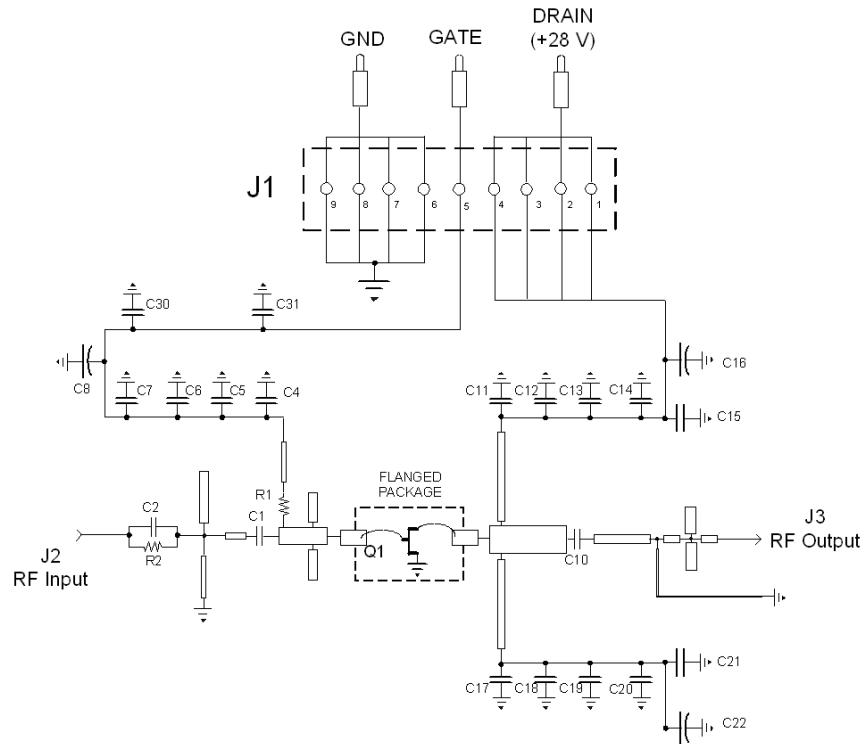 GND
GATE
DRAIN
(+28 V)
J1
9 8 7 6 5 4 3 2 1
C30
C31
C8
C7
C6
C5
C4
C16
C11
C12
C13
C14
C15
R1
FLANGED
PACKAGE
C2
R2
C1
Q1
C10
J2
RF Input
J3
RF Output
C17
C18
C19
C20
C21
C22